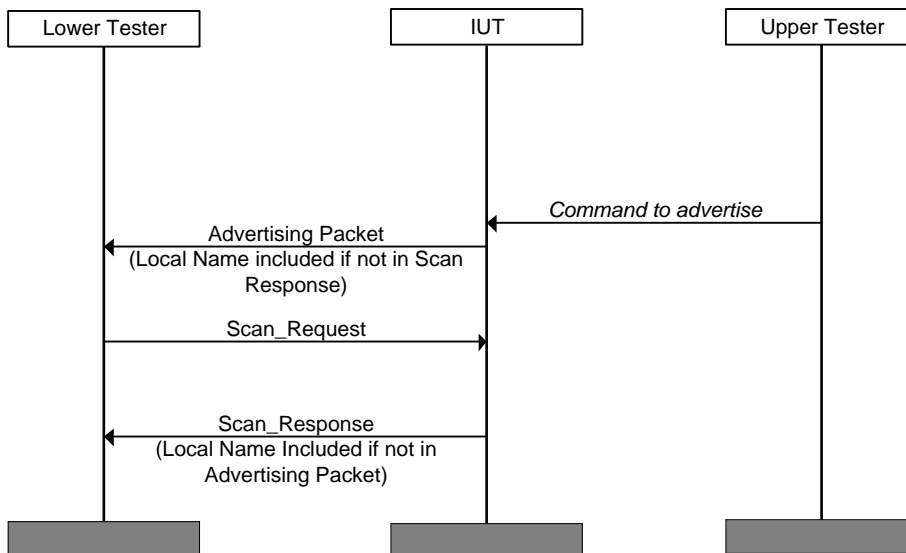 Lower Tester
IUT
Upper Tester
Command to advertise
Advertising Packet
(Local Name included if not in Scan
Response)
Scan_Request
Scan_Response
(Local Name Included if not in
Advertising Packet)